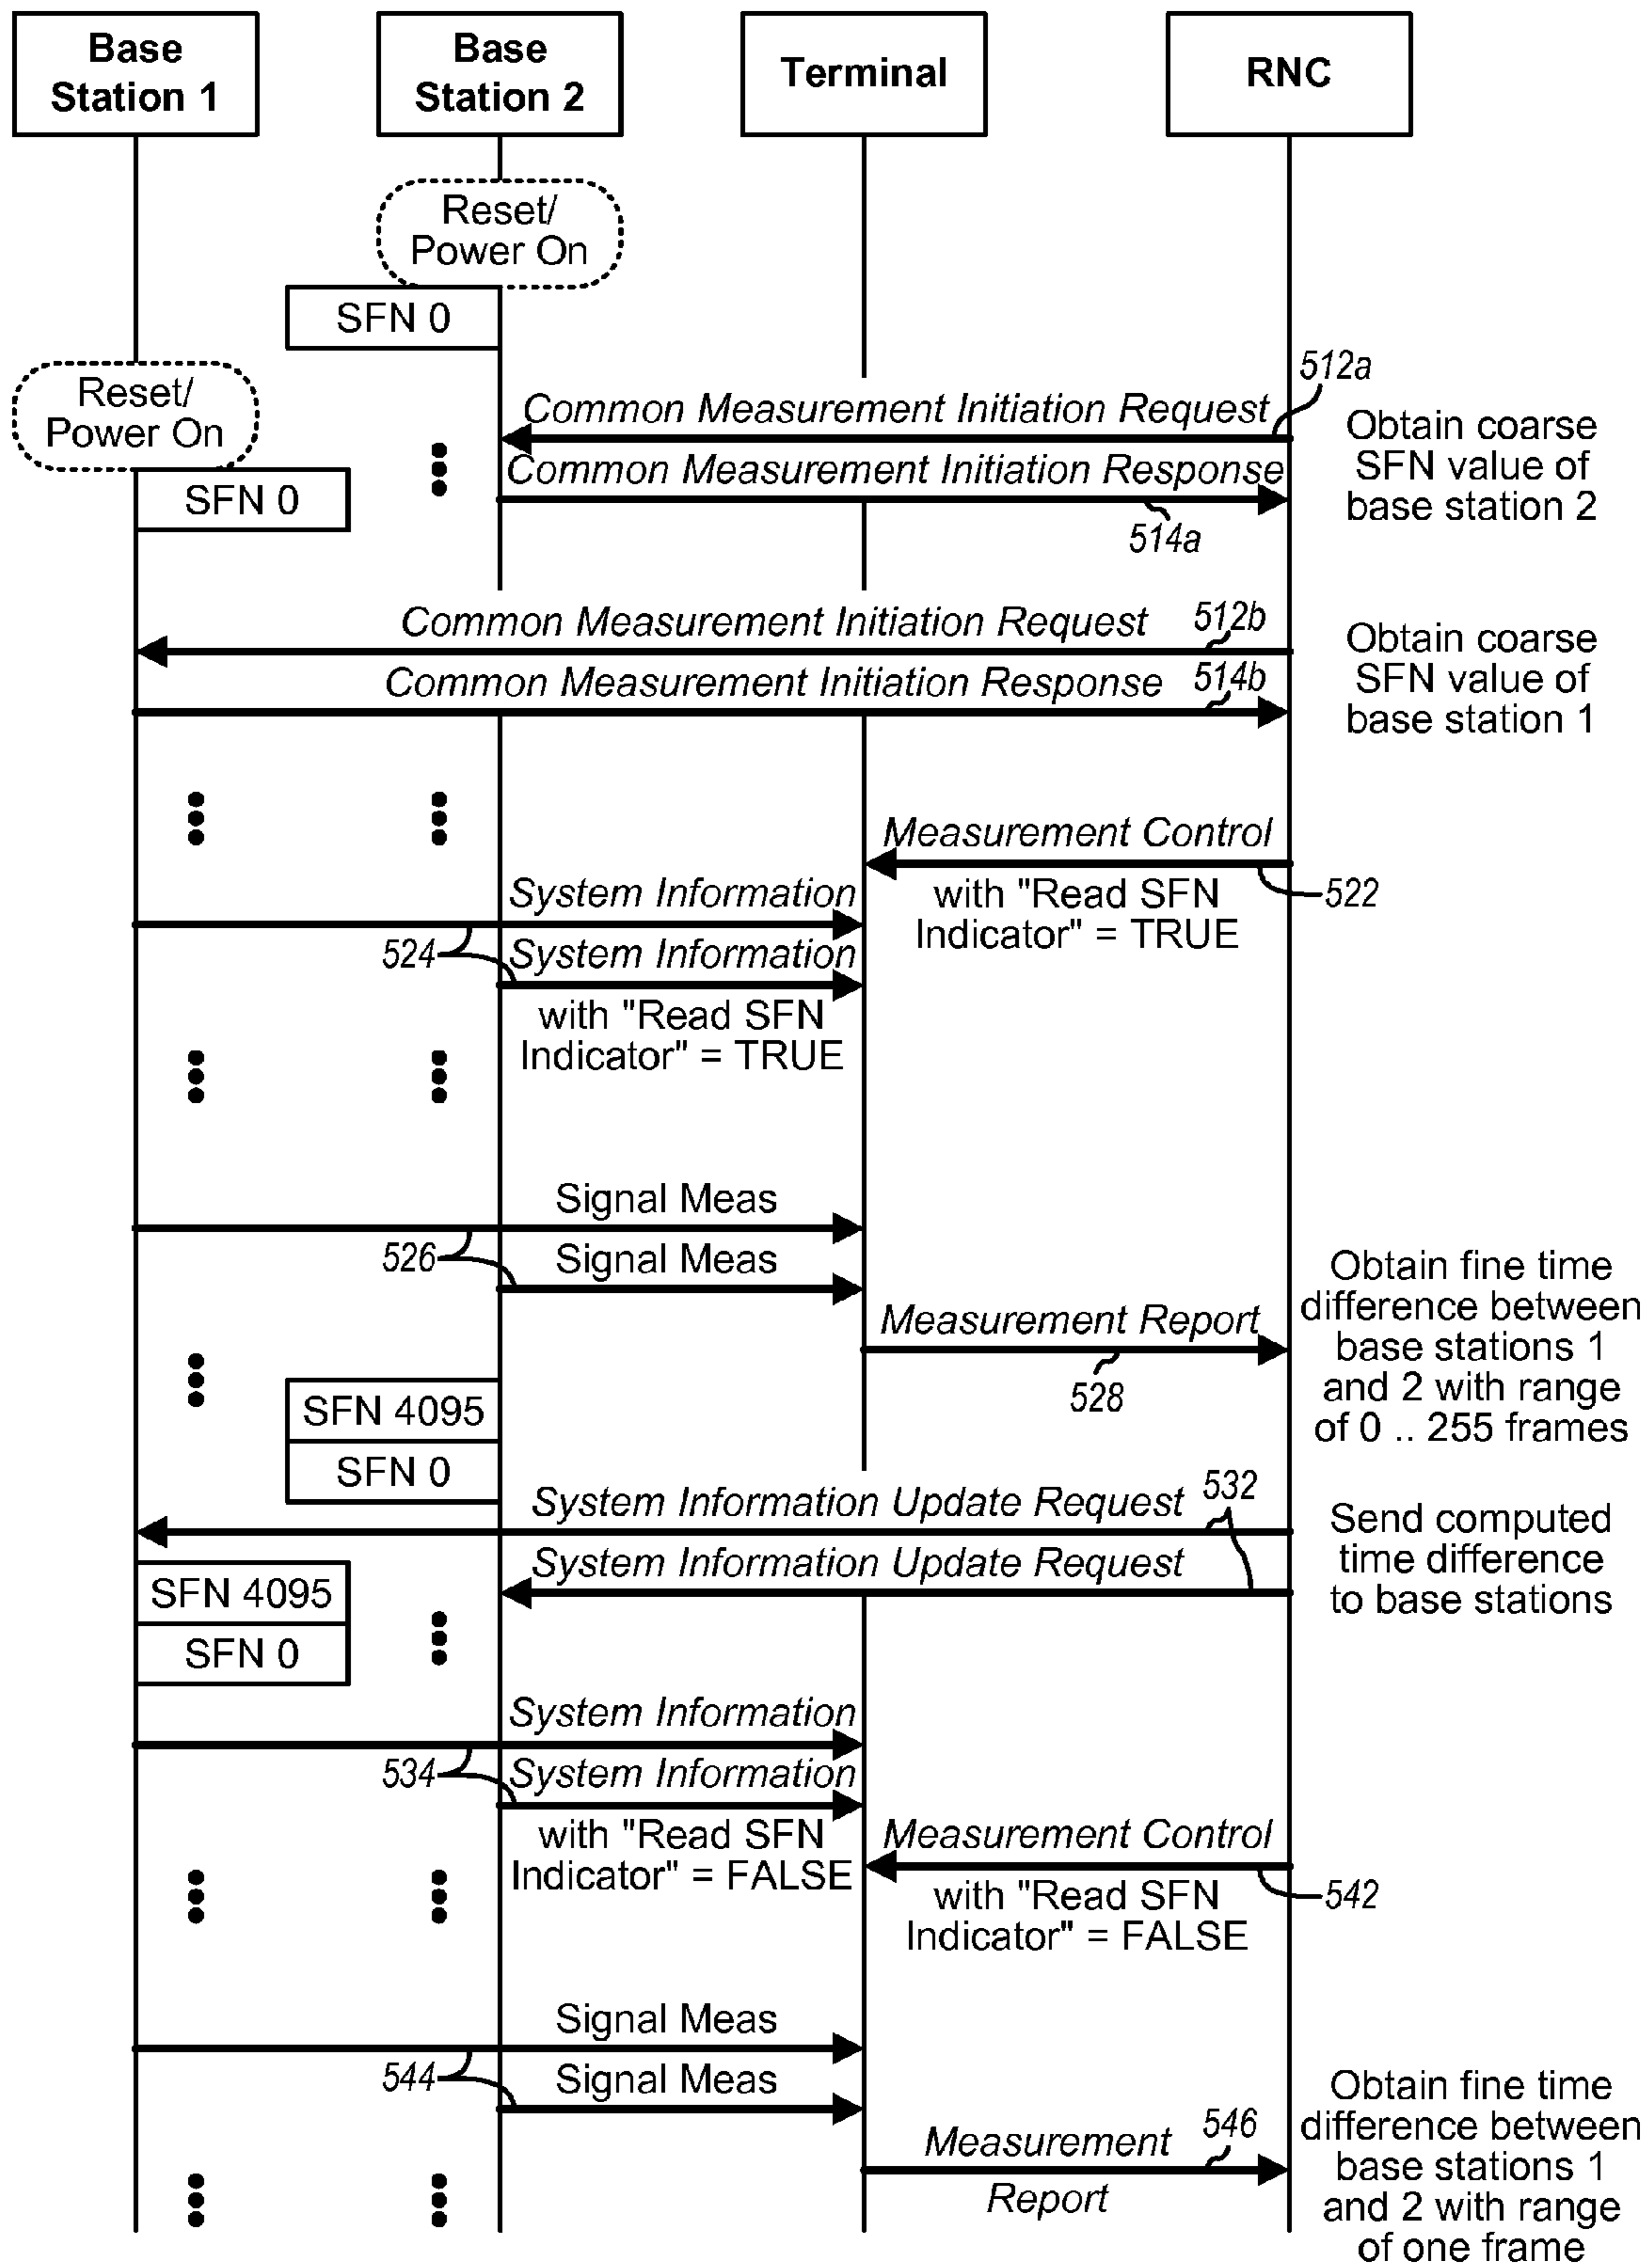 Base
Station 1
Base
Station 2
Terminal
RNC
Reset/
Power On
SFN 0
Reset/
Power On
SFN 0
512a
Common Measurement Initiation Request
Common Measurement Initiation Response
514a
Obtain coarse
SFN value of
base station 2
Common Measurement Initiation Request
512b
Common Measurement Initiation Response
514b
Obtain coarse
SFN value of
base station 1
Measurement Control
with "Read SFN
Indicator" = TRUE
522
System Information
524
System Information
with "Read SFN
Indicator" = TRUE
Signal Meas
526
Signal Meas
Measurement Report
528
Obtain fine time
difference between
base stations 1
and 2 with range
of 0 .. 255 frames
SFN 4095
SFN 0
System Information Update Request
532
System Information Update Request
Send computed
time difference
to base stations
SFN 4095
SFN 0
System Information
534
System Information
with "Read SFN
Indicator" = FALSE
Measurement Control
with "Read SFN
Indicator" = FALSE
542
Signal Meas
544
Signal Meas
Measurement
Report
546
Obtain fine time
difference between
base stations 1
and 2 with range
of one frame